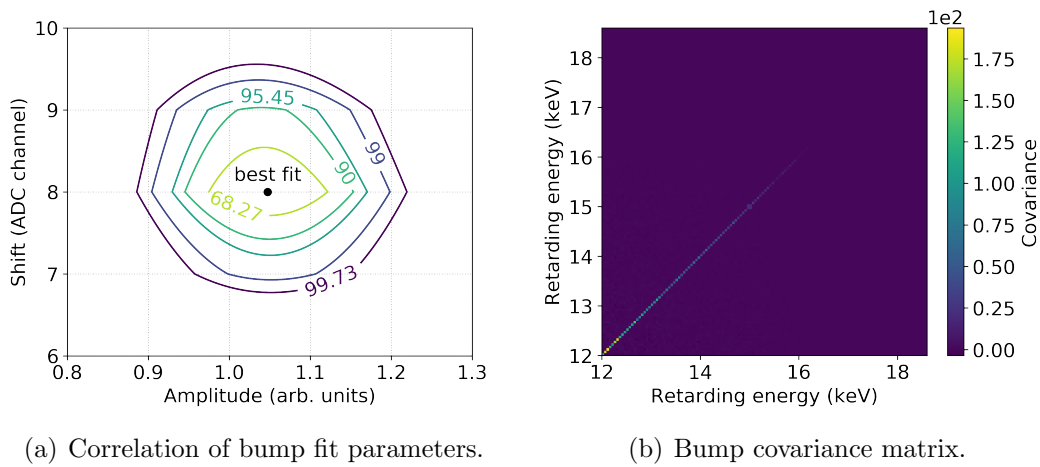 10
9
8
7
6
0.8 0.9 1.0 1.1 1.2 1.3
Shift (ADC channel)
Amplitude (arb. units)
95.45
99
best fit
90
68.27
99.73
(a) Correlation of bump fit parameters.
1e2
18
17
16
15
14
13
12
12 14 16 18
Retarding energy (keV)
Retarding energy (keV)
1.75
1.50
1.25
1.00
0.75
0.50
0.25
0.00
Covariance
(b) Bump covariance matrix.